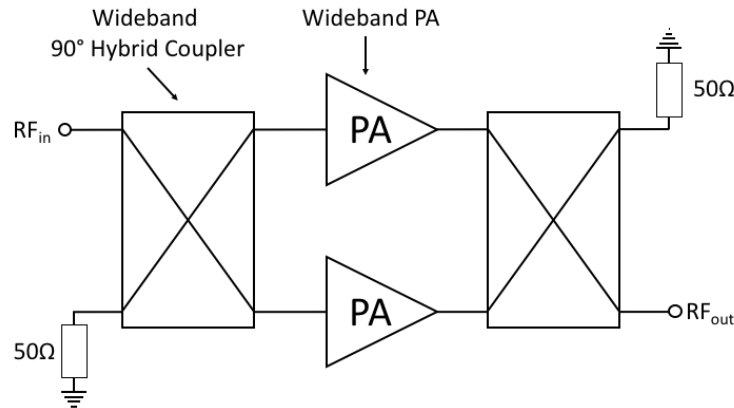 Wideband
90° Hybrid Coupler
Wideband PA
50Ω
RFin
PA
PA
50Ω
RFout